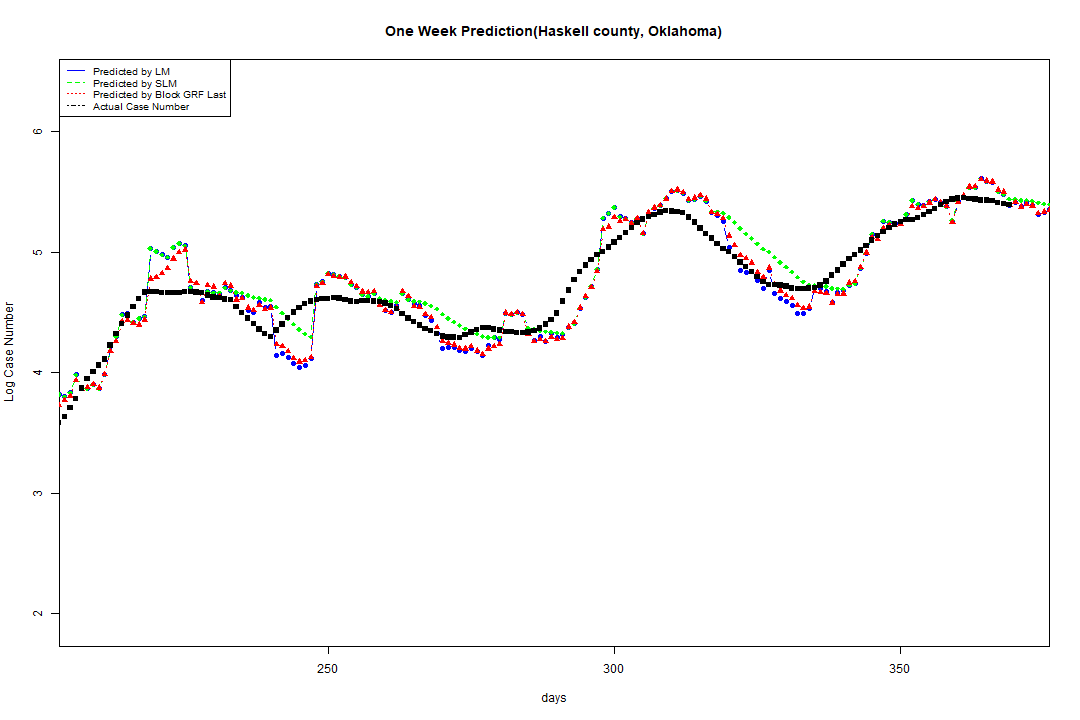 One Week Prediction(Haskell county, Oklahoma)
Predicted by LM
Predicted by SLM
Predicted by Block GRF Last
Actual Case Number
6
5
4
3
2
Log Case Number
250
300
350
days